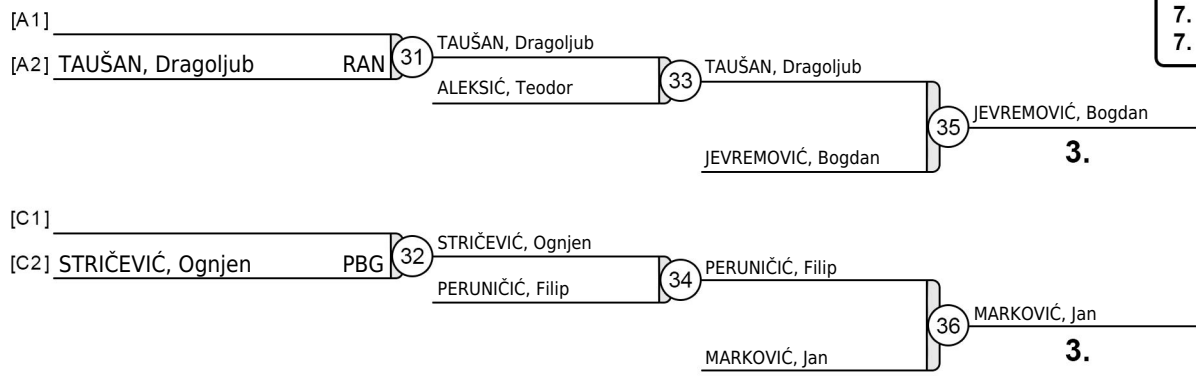 7.
7.
[A1]
[A2] TAUŠAN, Dragoljub RAN
31
TAUŠAN, Dragoljub
ALEKSIĆ, Teodor
33
TAUŠAN, Dragoljub
JEVREMOVIĆ, Bogdan
35
JEVREMOVIĆ, Bogdan
3.
[C1]
[C2] STRIČEVIĆ, Ognjen PBG
32
STRIČEVIĆ, Ognjen
PERUNIČIĆ, Filip
34
PERUNIČIĆ, Filip
MARKOVIĆ, Jan
36
MARKOVIĆ, Jan
3.